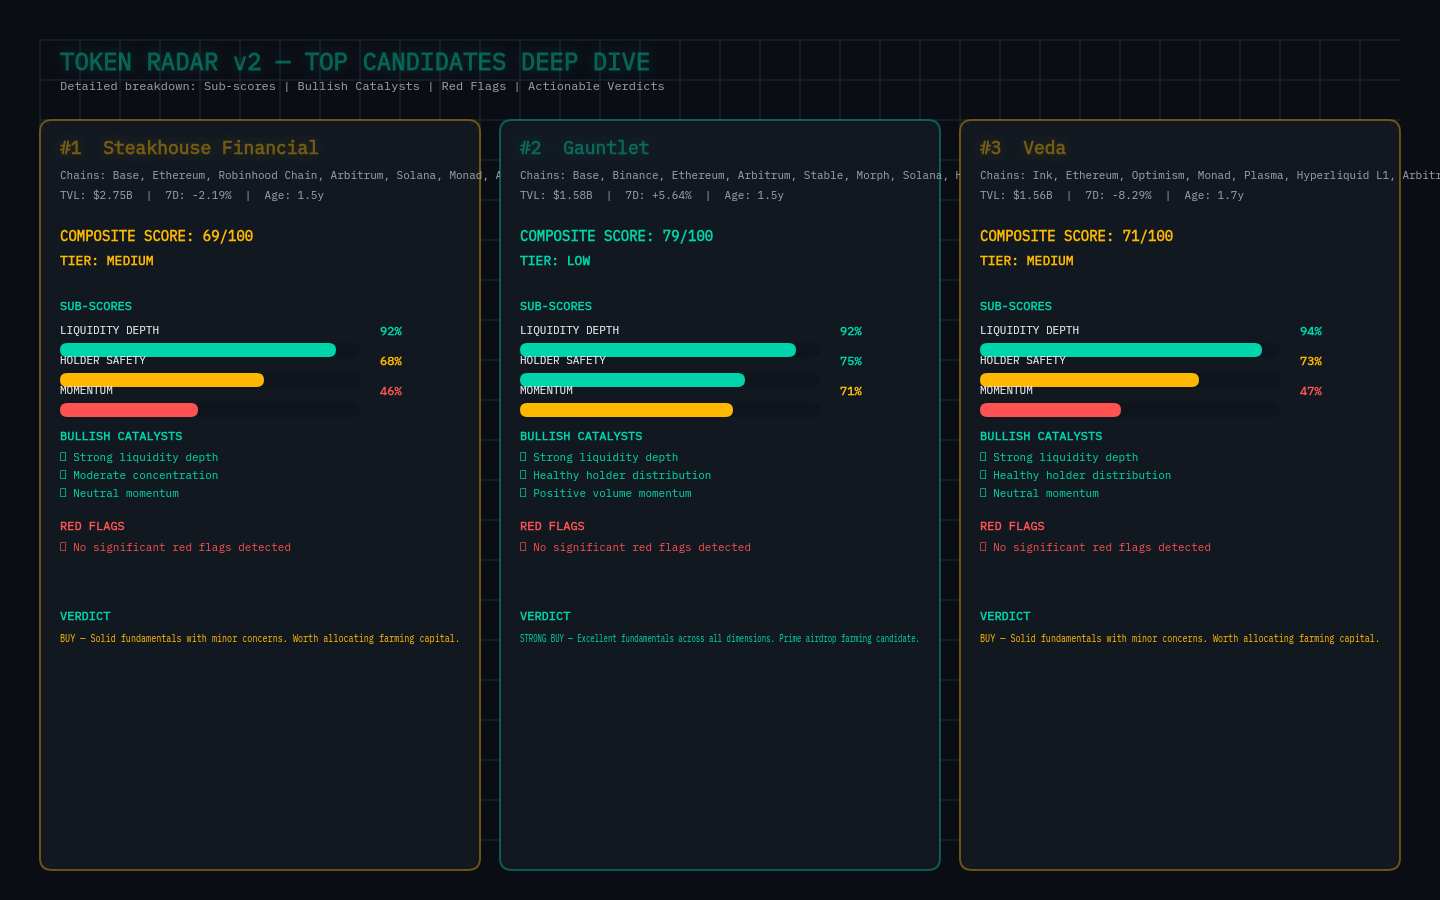 TOKEN RADAR v2 — TOP CANDIDATES DEEP DIVE
Detailed breakdown: Sub-scores | Bullish Catalysts | Red Flags | Actionable Verdicts
#1 Steakhouse Financial
Chains: Base, Ethereum, Robinhood Chain, Arbitrum, Solana, Monad, A
TVL: $2.75B | 7D: -2.19% | Age: 1.5y
COMPOSITE SCORE: 69/100
TIER: MEDIUM
SUB-SCORES
LIQUIDITY DEPTH 92%
HOLDER SAFETY 68%
MOMENTUM 46%
BULLISH CATALYSTS
Strong liquidity depth
Moderate concentration
Neutral momentum
RED FLAGS
No significant red flags detected
VERDICT
BUY — Solid fundamentals with minor concerns. Worth allocating farming capital.
#2 Gauntlet
Chains: Base, Binance, Ethereum, Arbitrum, Stable, Morph, Solana, H
TVL: $1.58B | 7D: +5.64% | Age: 1.5y
COMPOSITE SCORE: 79/100
TIER: LOW
SUB-SCORES
LIQUIDITY DEPTH 92%
HOLDER SAFETY 75%
MOMENTUM 71%
BULLISH CATALYSTS
Strong liquidity depth
Healthy holder distribution
Positive volume momentum
RED FLAGS
No significant red flags detected
VERDICT
STRONG BUY — Excellent fundamentals across all dimensions. Prime airdrop farming candidate.
#3 Veda
Chains: Ink, Ethereum, Optimism, Monad, Plasma, Hyperliquid L1, Arbitr
TVL: $1.56B | 7D: -8.29% | Age: 1.7y
COMPOSITE SCORE: 71/100
TIER: MEDIUM
SUB-SCORES
LIQUIDITY DEPTH 94%
HOLDER SAFETY 73%
MOMENTUM 47%
BULLISH CATALYSTS
Strong liquidity depth
Healthy holder distribution
Neutral momentum
RED FLAGS
No significant red flags detected
VERDICT
BUY — Solid fundamentals with minor concerns. Worth allocating farming capital.